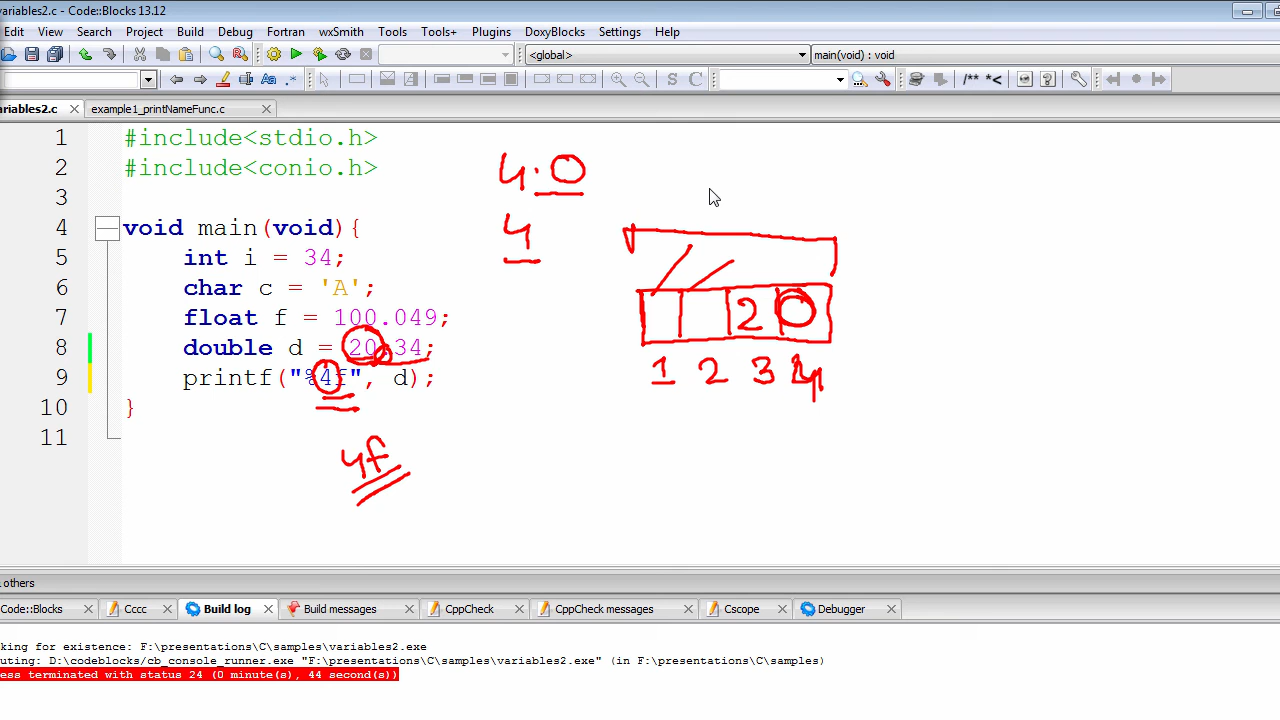 variables2.c - Code::Blocks 13.12
Edit View Search Project Build Debug Fortran wxSmith Tools Tools+ Plugins DoxyBlocks Settings Help
<global> main(void) : void
/** *<
variables2.c example1_printNameFunc.c
1 #include<stdio.h>
2 #include<conio.h>
3
4 void main(void){
5 int i = 34;
6 char c = 'A';
7 float f = 100.049;
8 double d = 20.34;
9 printf("%4f", d);
10 }
11
4.0
4
2 0
1 2 3 4
4f
others
Code::Blocks Cccc Build log Build messages CppCheck CppCheck messages Cscope Debugger
king for existence: F:\presentations\C\samples\variables2.exe
uting: D:\codeblocks/cb_console_runner.exe "F:\presentations\C\samples\variables2.exe" (in F:\presentations\C\samples)
ess terminated with status 24 (0 minute(s), 44 second(s))